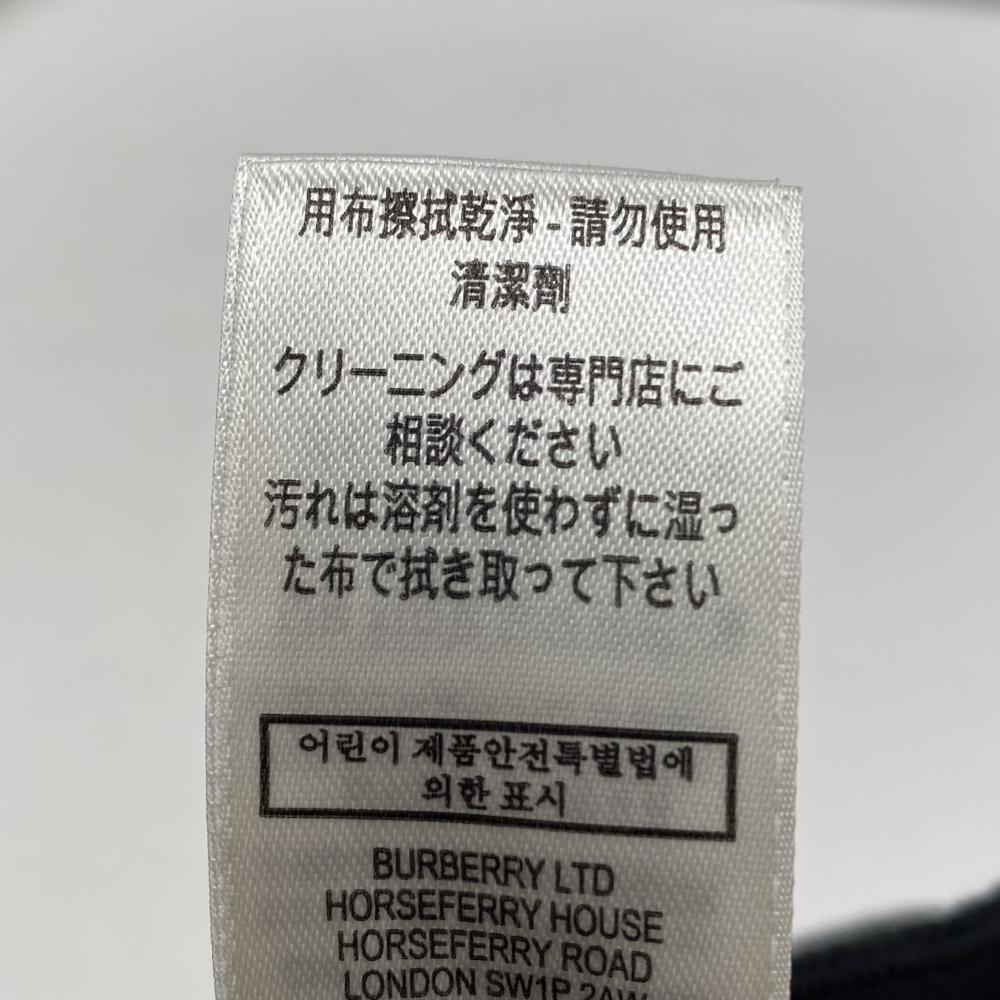 用布擦拭乾淨 - 請勿使用
清潔劑
クリーニングは専門店にご
相談ください
汚れは溶剤を使わずに湿っ
た布で拭き取って下さい
어린이 제품안전특별법에
의한 표시
BURBERRY LTD
HORSEFERRY HOUSE
HORSEFERRY ROAD
LONDON SW1P 2AW